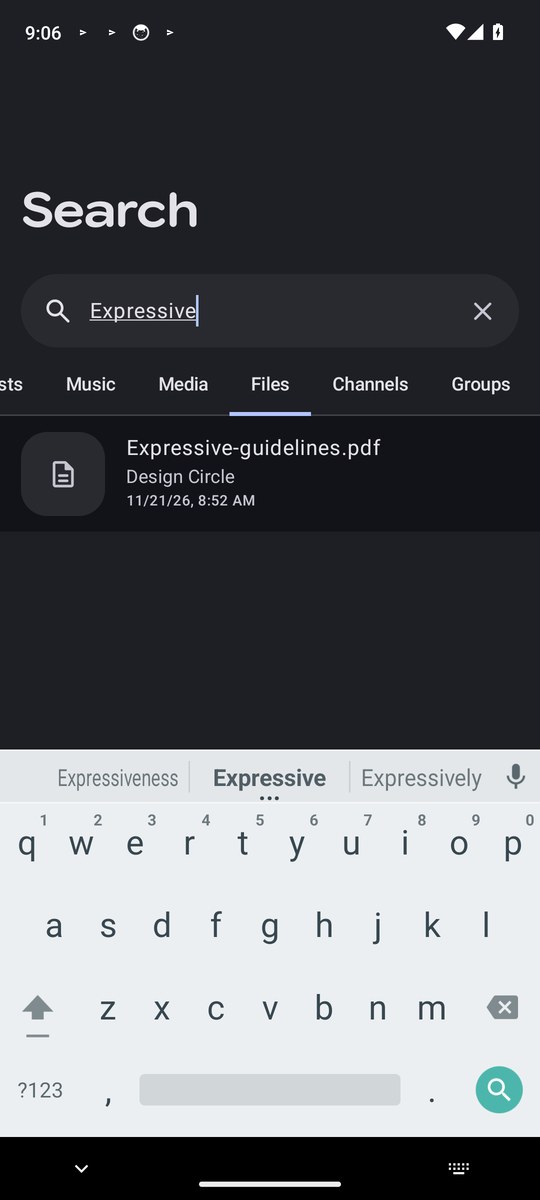 9:06
Search
Expressive
sts Music Media Files Channels Groups
Expressive-guidelines.pdf
Design Circle
11/21/26, 8:52 AM
Expressiveness Expressive Expressively
1 2 3 4 5 6 7 8 9 0
q w e r t y u i o p
a s d f g h j k l
z x c v b n m
?123 , .